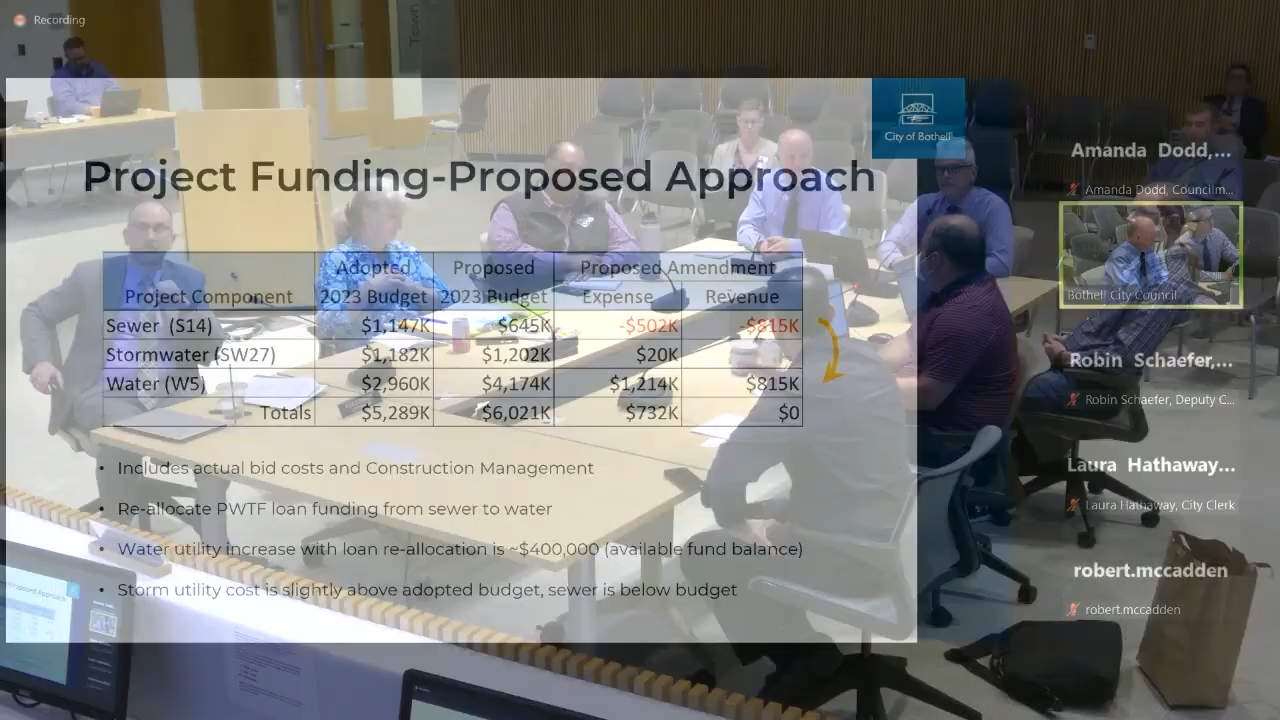 Recording
Town
City of Bothell
Project Funding-Proposed Approach
Adopted Proposed Proposed Amendment
Project Component 2023 Budget 2023 Budget Expense Revenue
Sewer (S14) $1,147K $645K -$502K -$815K
Stormwater (SW27) $1,182K $1,202K $20K
Water (W5) $2,960K $4,174K $1,214K $815K
Totals $5,289K $6,021K $732K $0
• Includes actual bid costs and Construction Management
• Re-allocate PWTF loan funding from sewer to water
• Water utility increase with loan re-allocation is ~$400,000 (available fund balance)
• Storm utility cost is slightly above adopted budget, sewer is below budget
Amanda Dodd,...
Amanda Dodd, Councilm...
Bothell City Council
Robin Schaefer,...
Robin Schaefer, Deputy C...
Laura Hathaway...
Laura Hathaway, City Clerk
robert.mccadden
robert.mccadden